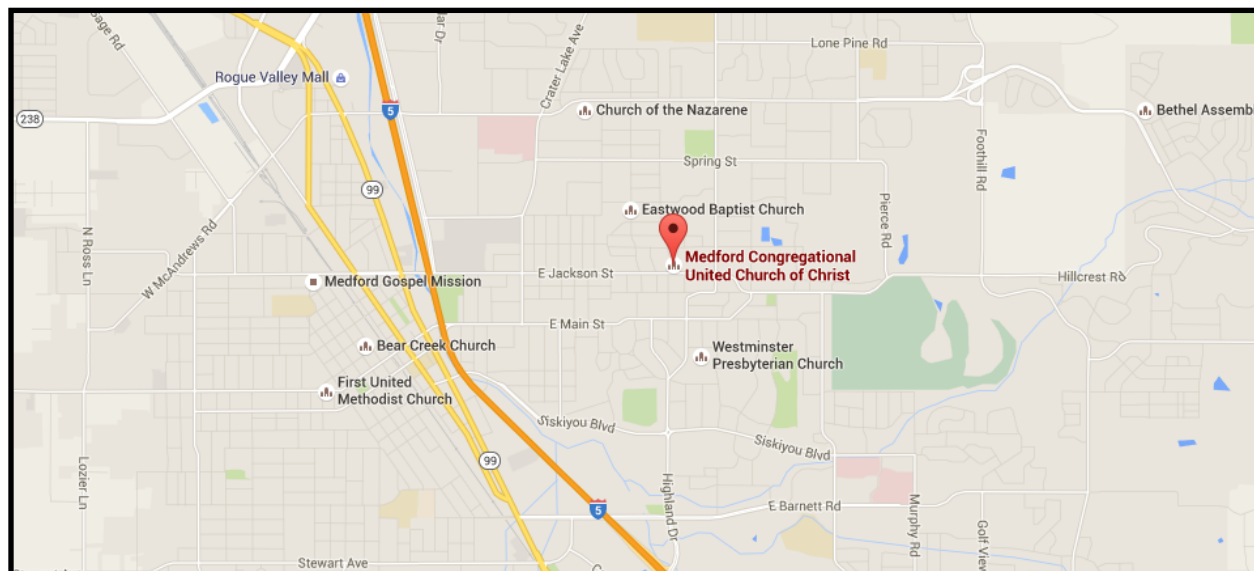 Sage Rd
Crater Lake Ave
Lone Pine Rd
Rogue Valley Mall
238
5
Church of the Nazarene
Bethel Assemb
Foothill Rd
Spring St
99
Pierce Rd
Eastwood Baptist Church
N Ross Ln
W McAndrews Rd
Medford Congregational
United Church of Christ
E Jackson St
Hillcrest Rd
Medford Gospel Mission
E Main St
Bear Creek Church
Westminster
Presbyterian Church
First United
Methodist Church
Siskiyou Blvd
Siskiyou Blvd
99
Lozier Ln
Highland Dr
5
E Barnett Rd
Murphy Rd
Golf View
Stewart Ave